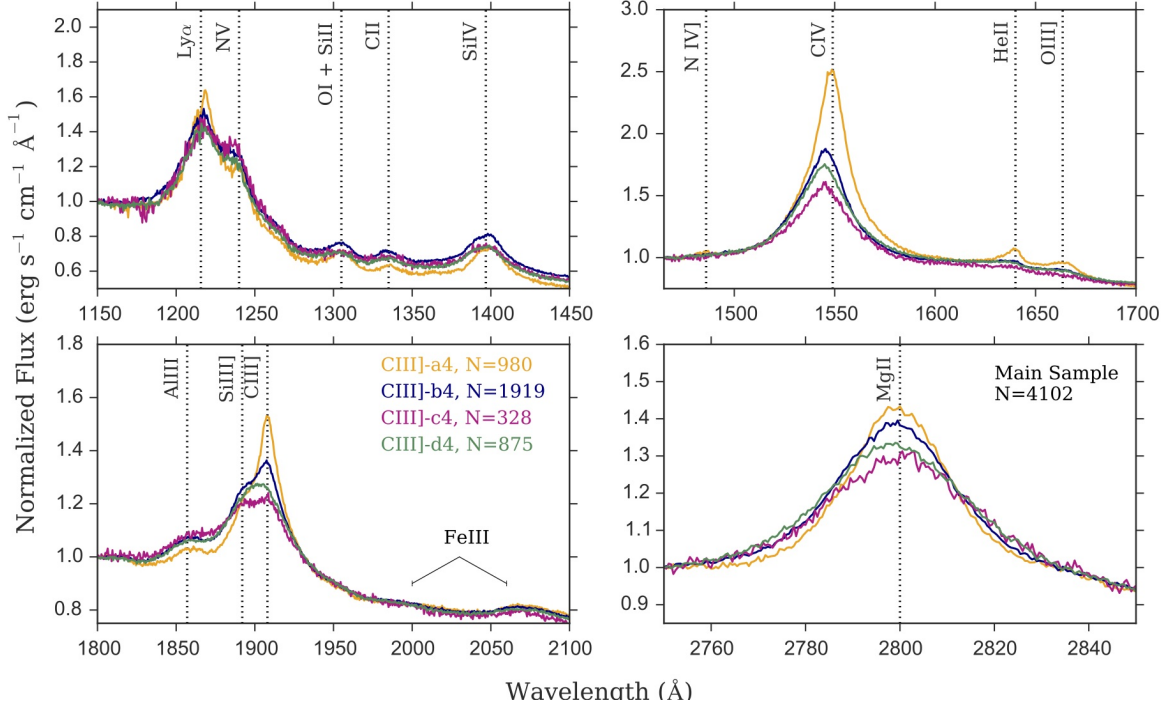 Normalized Flux (erg s⁻¹ cm⁻¹ Å⁻¹)
2.0
1.8
1.6
1.4
1.2
1.0
0.8
0.6
Lyα
NV
OI + SiII
CII
SiIV
1150 1200 1250 1300 1350 1400 1450
3.0
2.5
2.0
1.5
1.0
N IV]
CIV
HeII
OIII]
1500 1550 1600 1650 1700
1.8
1.6
1.4
1.2
1.0
0.8
AlIII
SiIII]
CIII]
CIII]-a4, N=980
CIII]-b4, N=1919
CIII]-c4, N=328
CIII]-d4, N=875
FeIII
1800 1850 1900 1950 2000 2050 2100
1.6
1.5
1.4
1.3
1.2
1.1
1.0
0.9
MgII
Main Sample
N=4102
2760 2780 2800 2820 2840
Wavelength (Å)